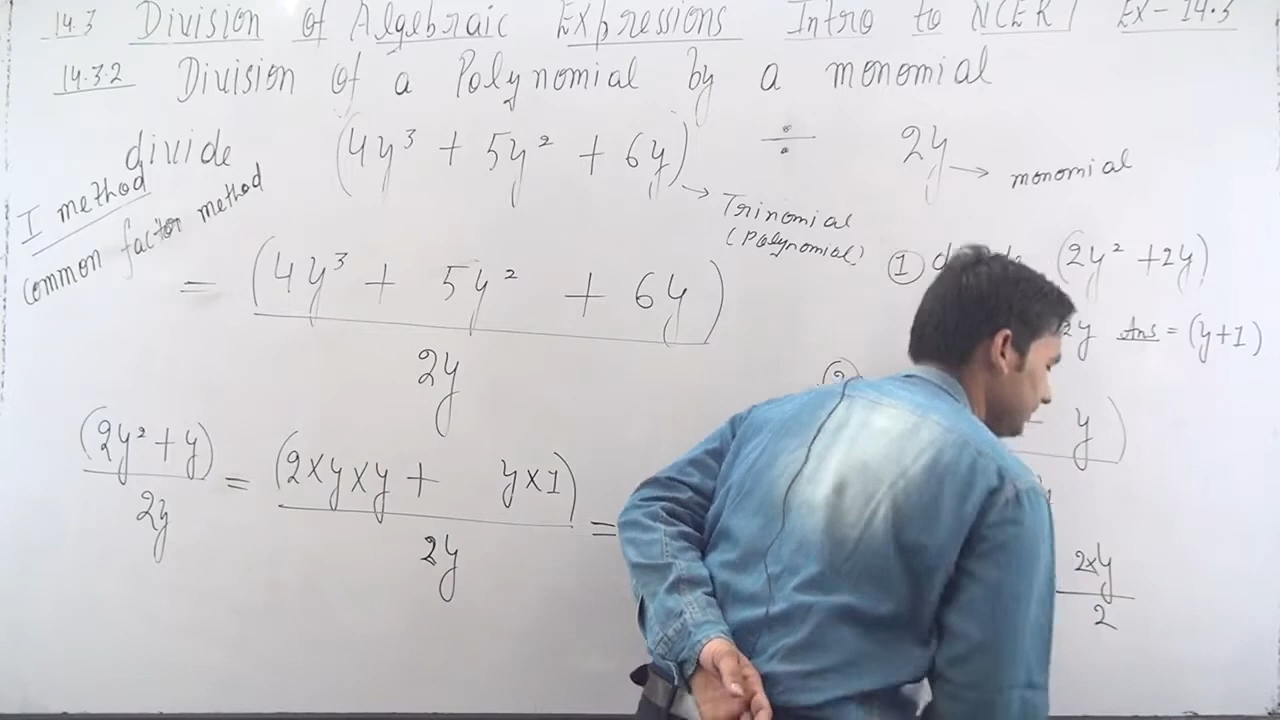 14.3 Division of Algebraic Expressions Intro to NCERT Ex-14.3
14.3.2 Division of a Polynomial by a monomial
divide (4y³ + 5y² + 6y) ÷ 2y → monomial
→ Trinomial
(Polynomial)
I method
common factor method
= (4y³ + 5y² + 6y)
2y
① (2y² + 2y)
2y Ans = (y+1)
②
y)
(2y² + y) = (2×y×y + y×1) =
2y 2y
2×y
2